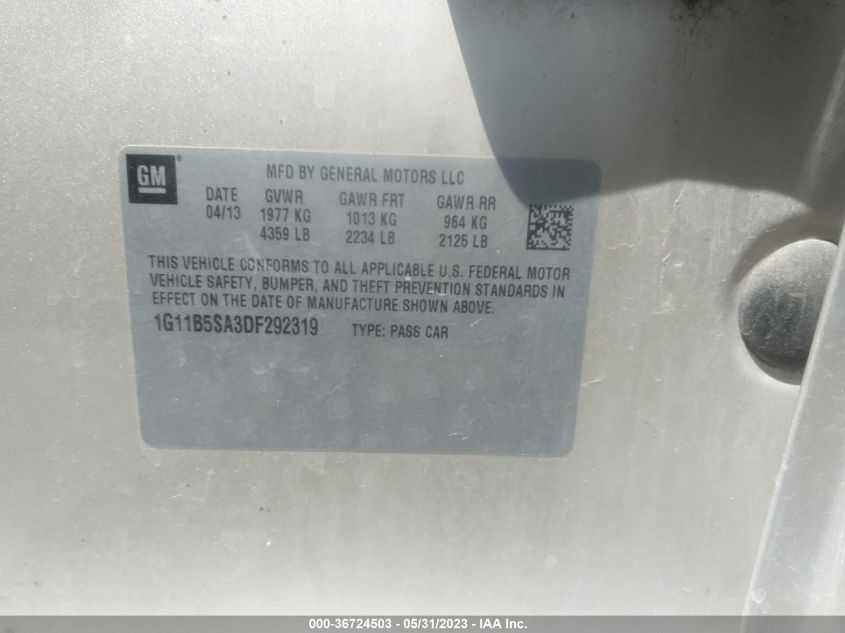 GM®
MFD BY GENERAL MOTORS LLC
DATE GVWR GAWR FRT GAWR RR
04/13 1977 KG 1013 KG 964 KG
4359 LB 2234 LB 2125 LB
THIS VEHICLE CONFORMS TO ALL APPLICABLE U.S. FEDERAL MOTOR
VEHICLE SAFETY, BUMPER, AND THEFT PREVENTION STANDARDS IN
EFFECT ON THE DATE OF MANUFACTURE SHOWN ABOVE.
1G11B5SA3DF292319 TYPE: PASS CAR
000-36724503 - 05/31/2023 - IAA Inc.